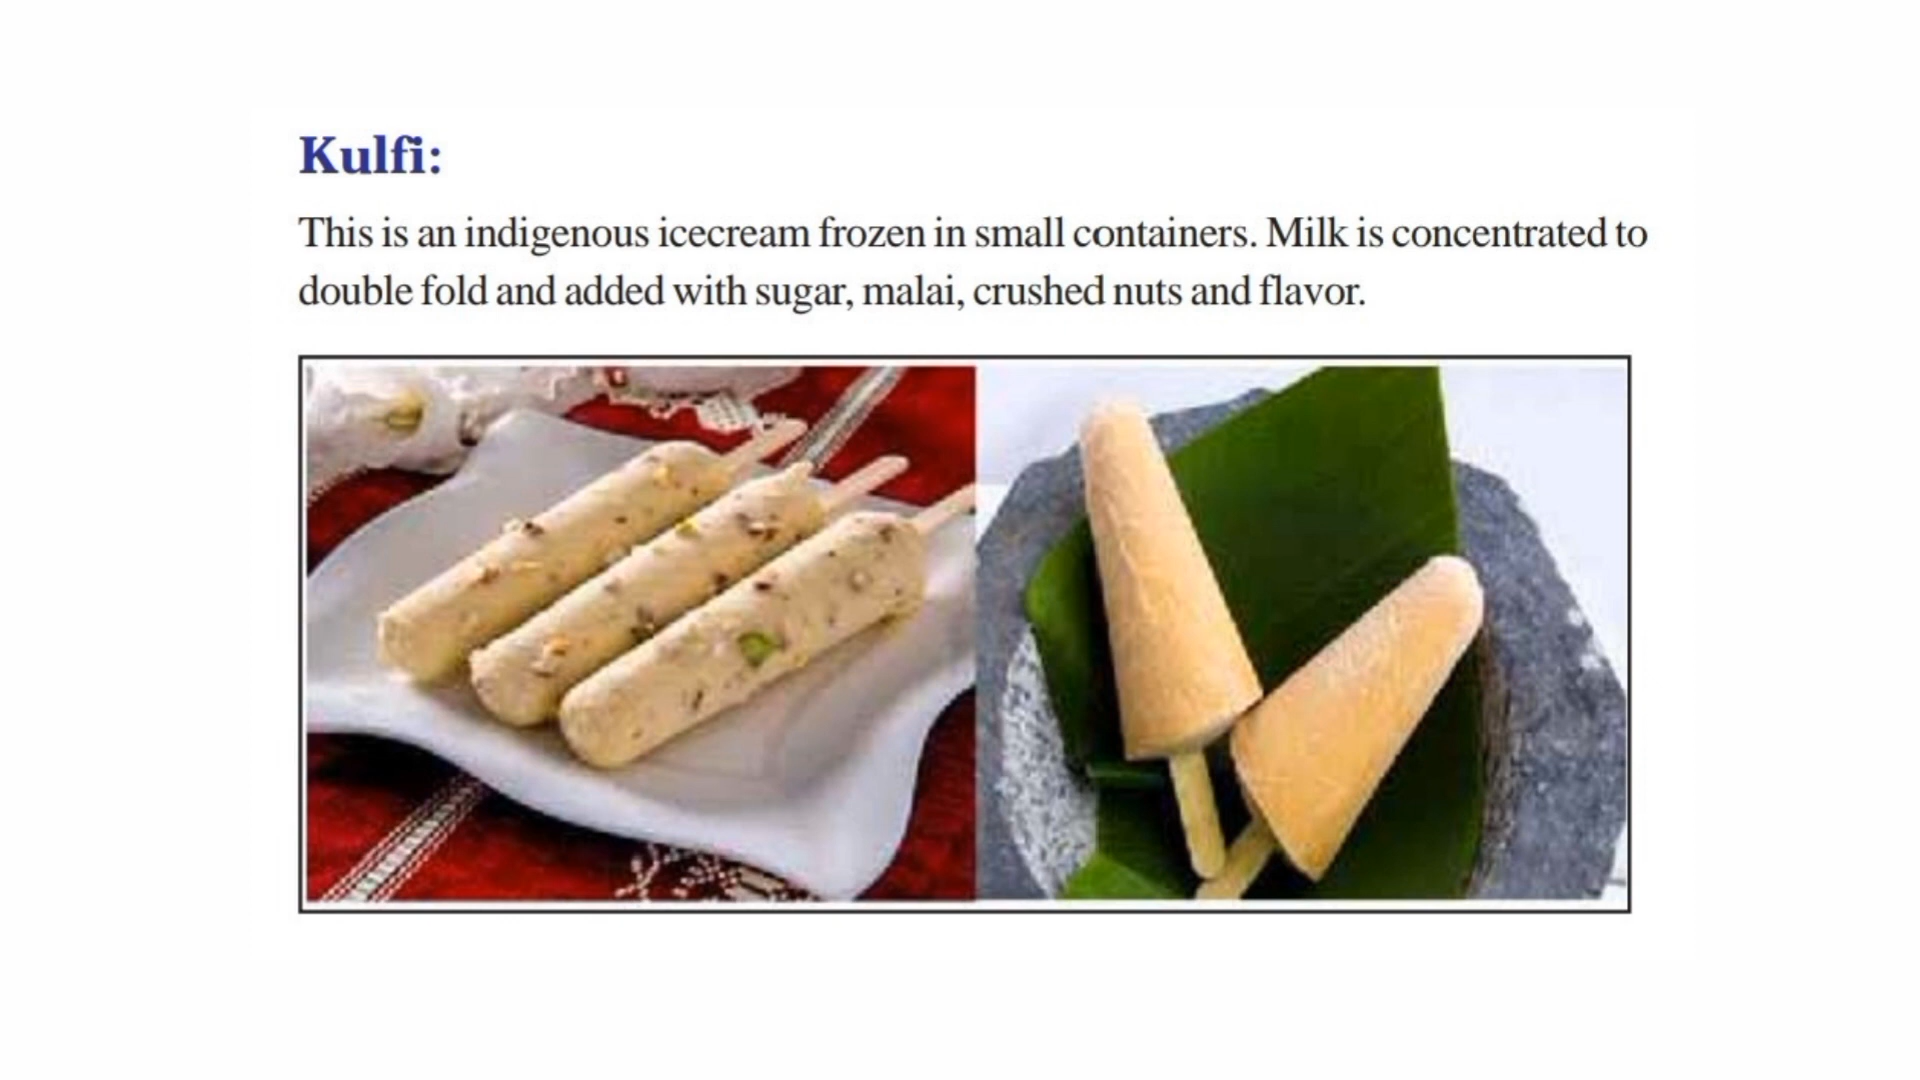 Kulfi:
This is an indigenous icecream frozen in small containers. Milk is concentrated to
double fold and added with sugar, malai, crushed nuts and flavor.